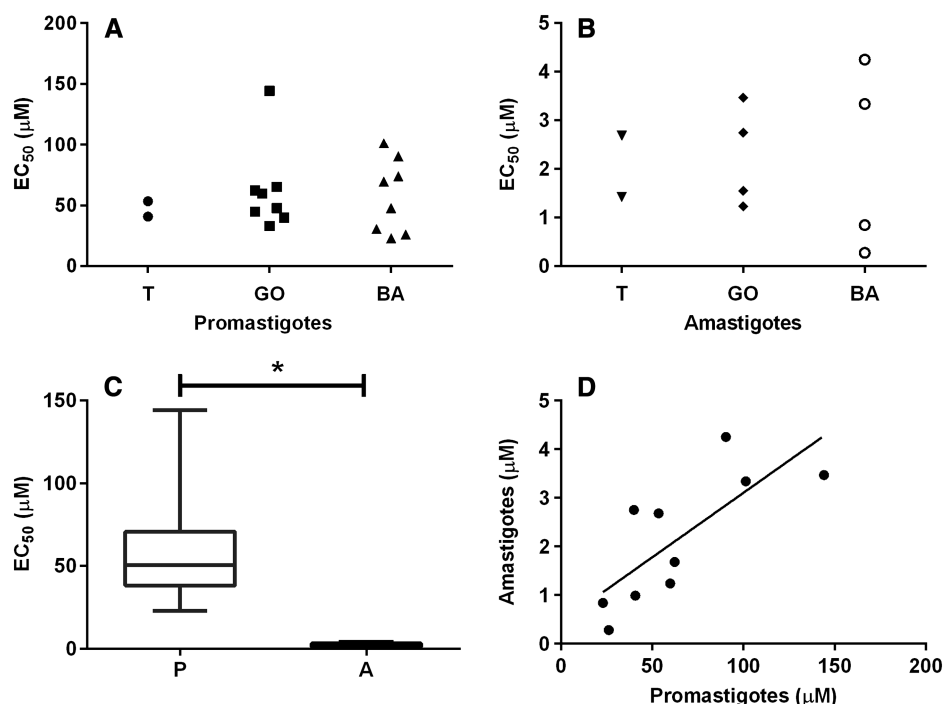 A
EC50 (μM)
200
150
100
50
0
T GO BA
Promastigotes
B
EC50 (μM)
5
4
3
2
1
0
T GO BA
Amastigotes
C
*
EC50 (μM)
150
100
50
0
P A
D
Amastigotes (μM)
5
4
3
2
1
0
0 50 100 150 200
Promastigotes (μM)